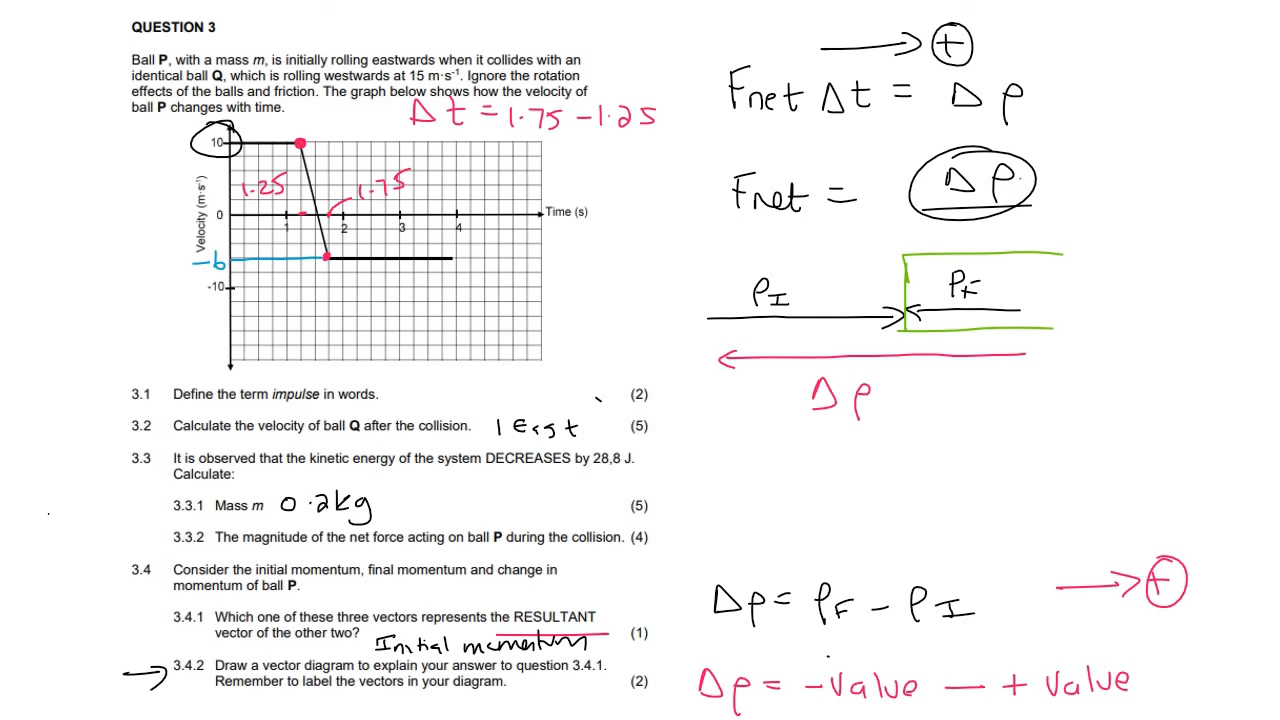 QUESTION 3
Ball P, with a mass m, is initially rolling eastwards when it collides with an
identical ball Q, which is rolling westwards at 15 m·s⁻¹. Ignore the rotation
effects of the balls and friction. The graph below shows how the velocity of
ball P changes with time.
Δt = 1.75 - 1.25
10
1.25
1.75
0
Velocity (m·s⁻¹)
1
2
3
4
Time (s)
-6
-10
3.1 Define the term impulse in words. (2)
3.2 Calculate the velocity of ball Q after the collision. 1 East (5)
3.3 It is observed that the kinetic energy of the system DECREASES by 28,8 J.
Calculate:
3.3.1 Mass m 0.2kg (5)
3.3.2 The magnitude of the net force acting on ball P during the collision. (4)
3.4 Consider the initial momentum, final momentum and change in
momentum of ball P.
3.4.1 Which one of these three vectors represents the RESULTANT
vector of the other two? Initial momentum (1)
3.4.2 Draw a vector diagram to explain your answer to question 3.4.1.
Remember to label the vectors in your diagram. (2)
→ +
Fnet Δt = Δp
Fnet = Δp
pI
pF
Δp
Δp = pF - pI
→ +
Δp = -value - + value